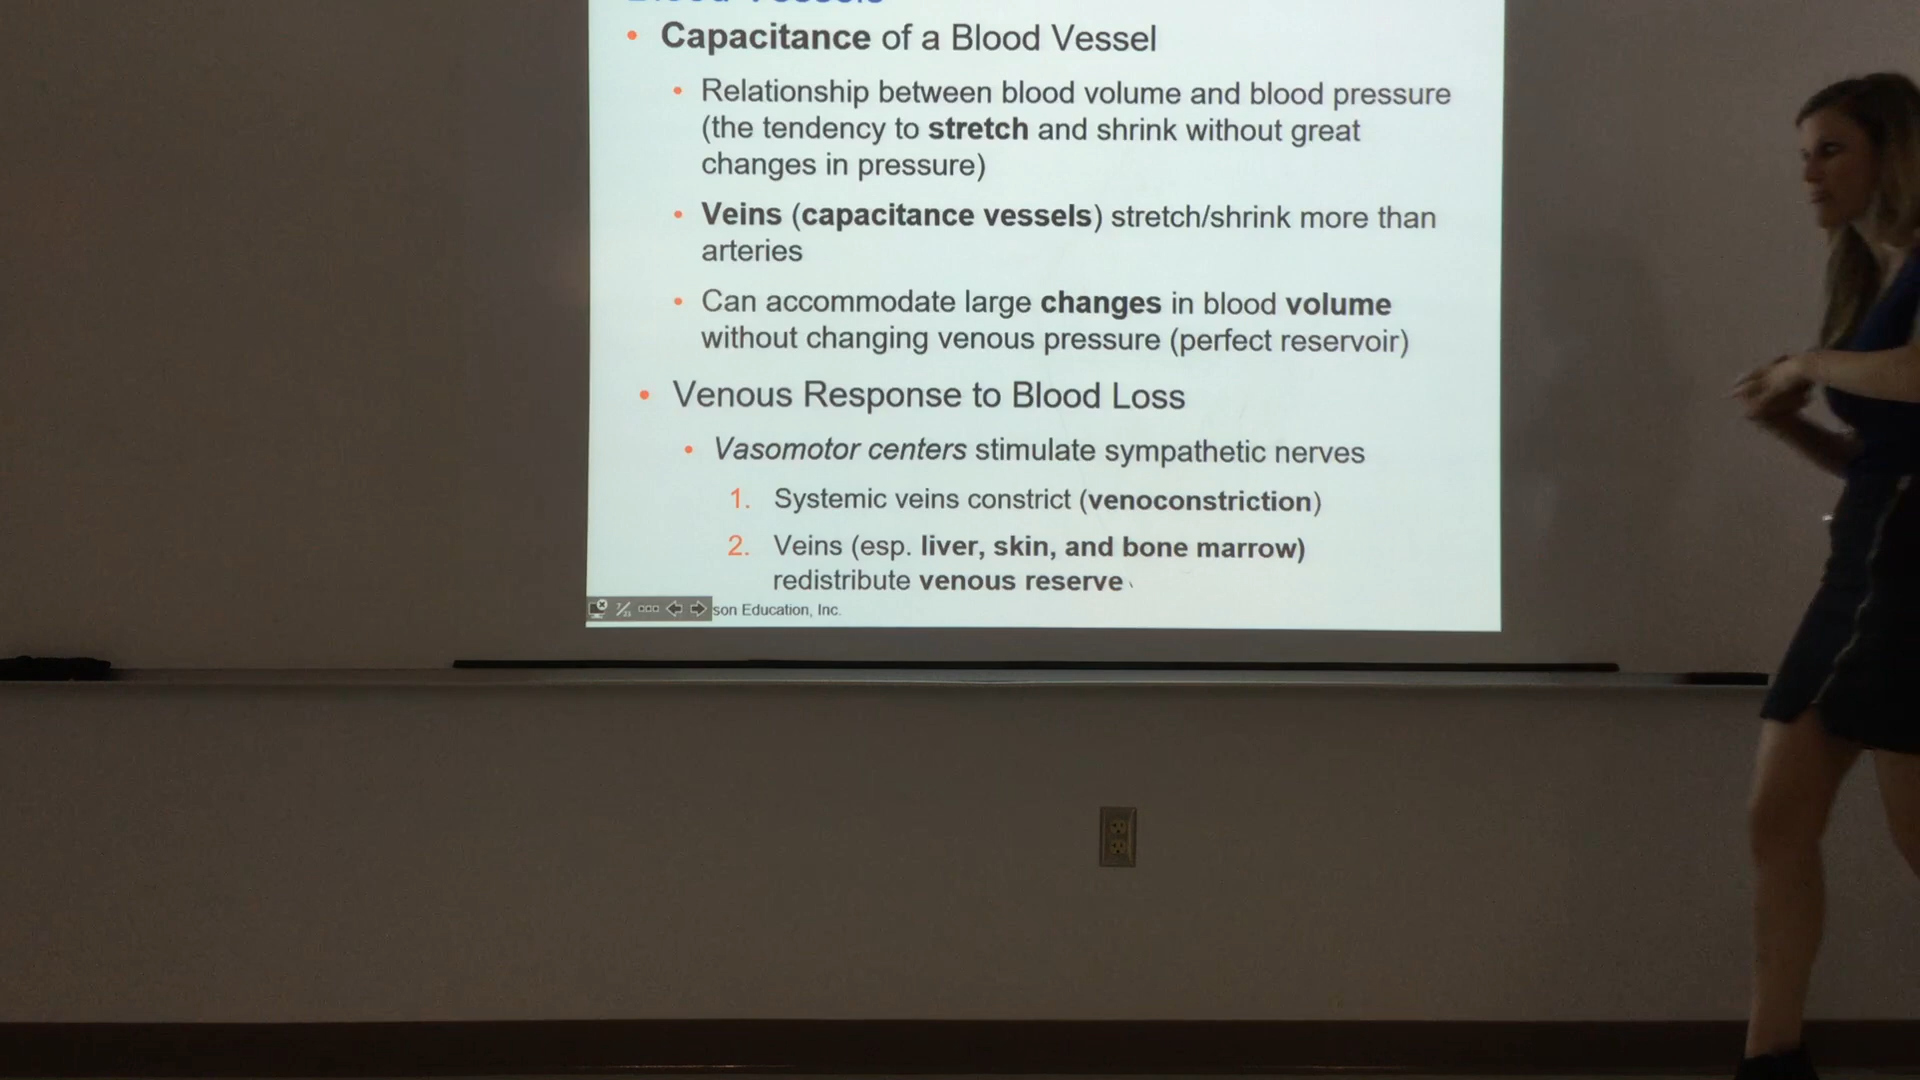 Blood Vessels
• Capacitance of a Blood Vessel
• Relationship between blood volume and blood pressure
(the tendency to stretch and shrink without great
changes in pressure)
• Veins (capacitance vessels) stretch/shrink more than
arteries
• Can accommodate large changes in blood volume
without changing venous pressure (perfect reservoir)
• Venous Response to Blood Loss
• Vasomotor centers stimulate sympathetic nerves
1. Systemic veins constrict (venoconstriction)
2. Veins (esp. liver, skin, and bone marrow)
redistribute venous reserve
son Education, Inc.